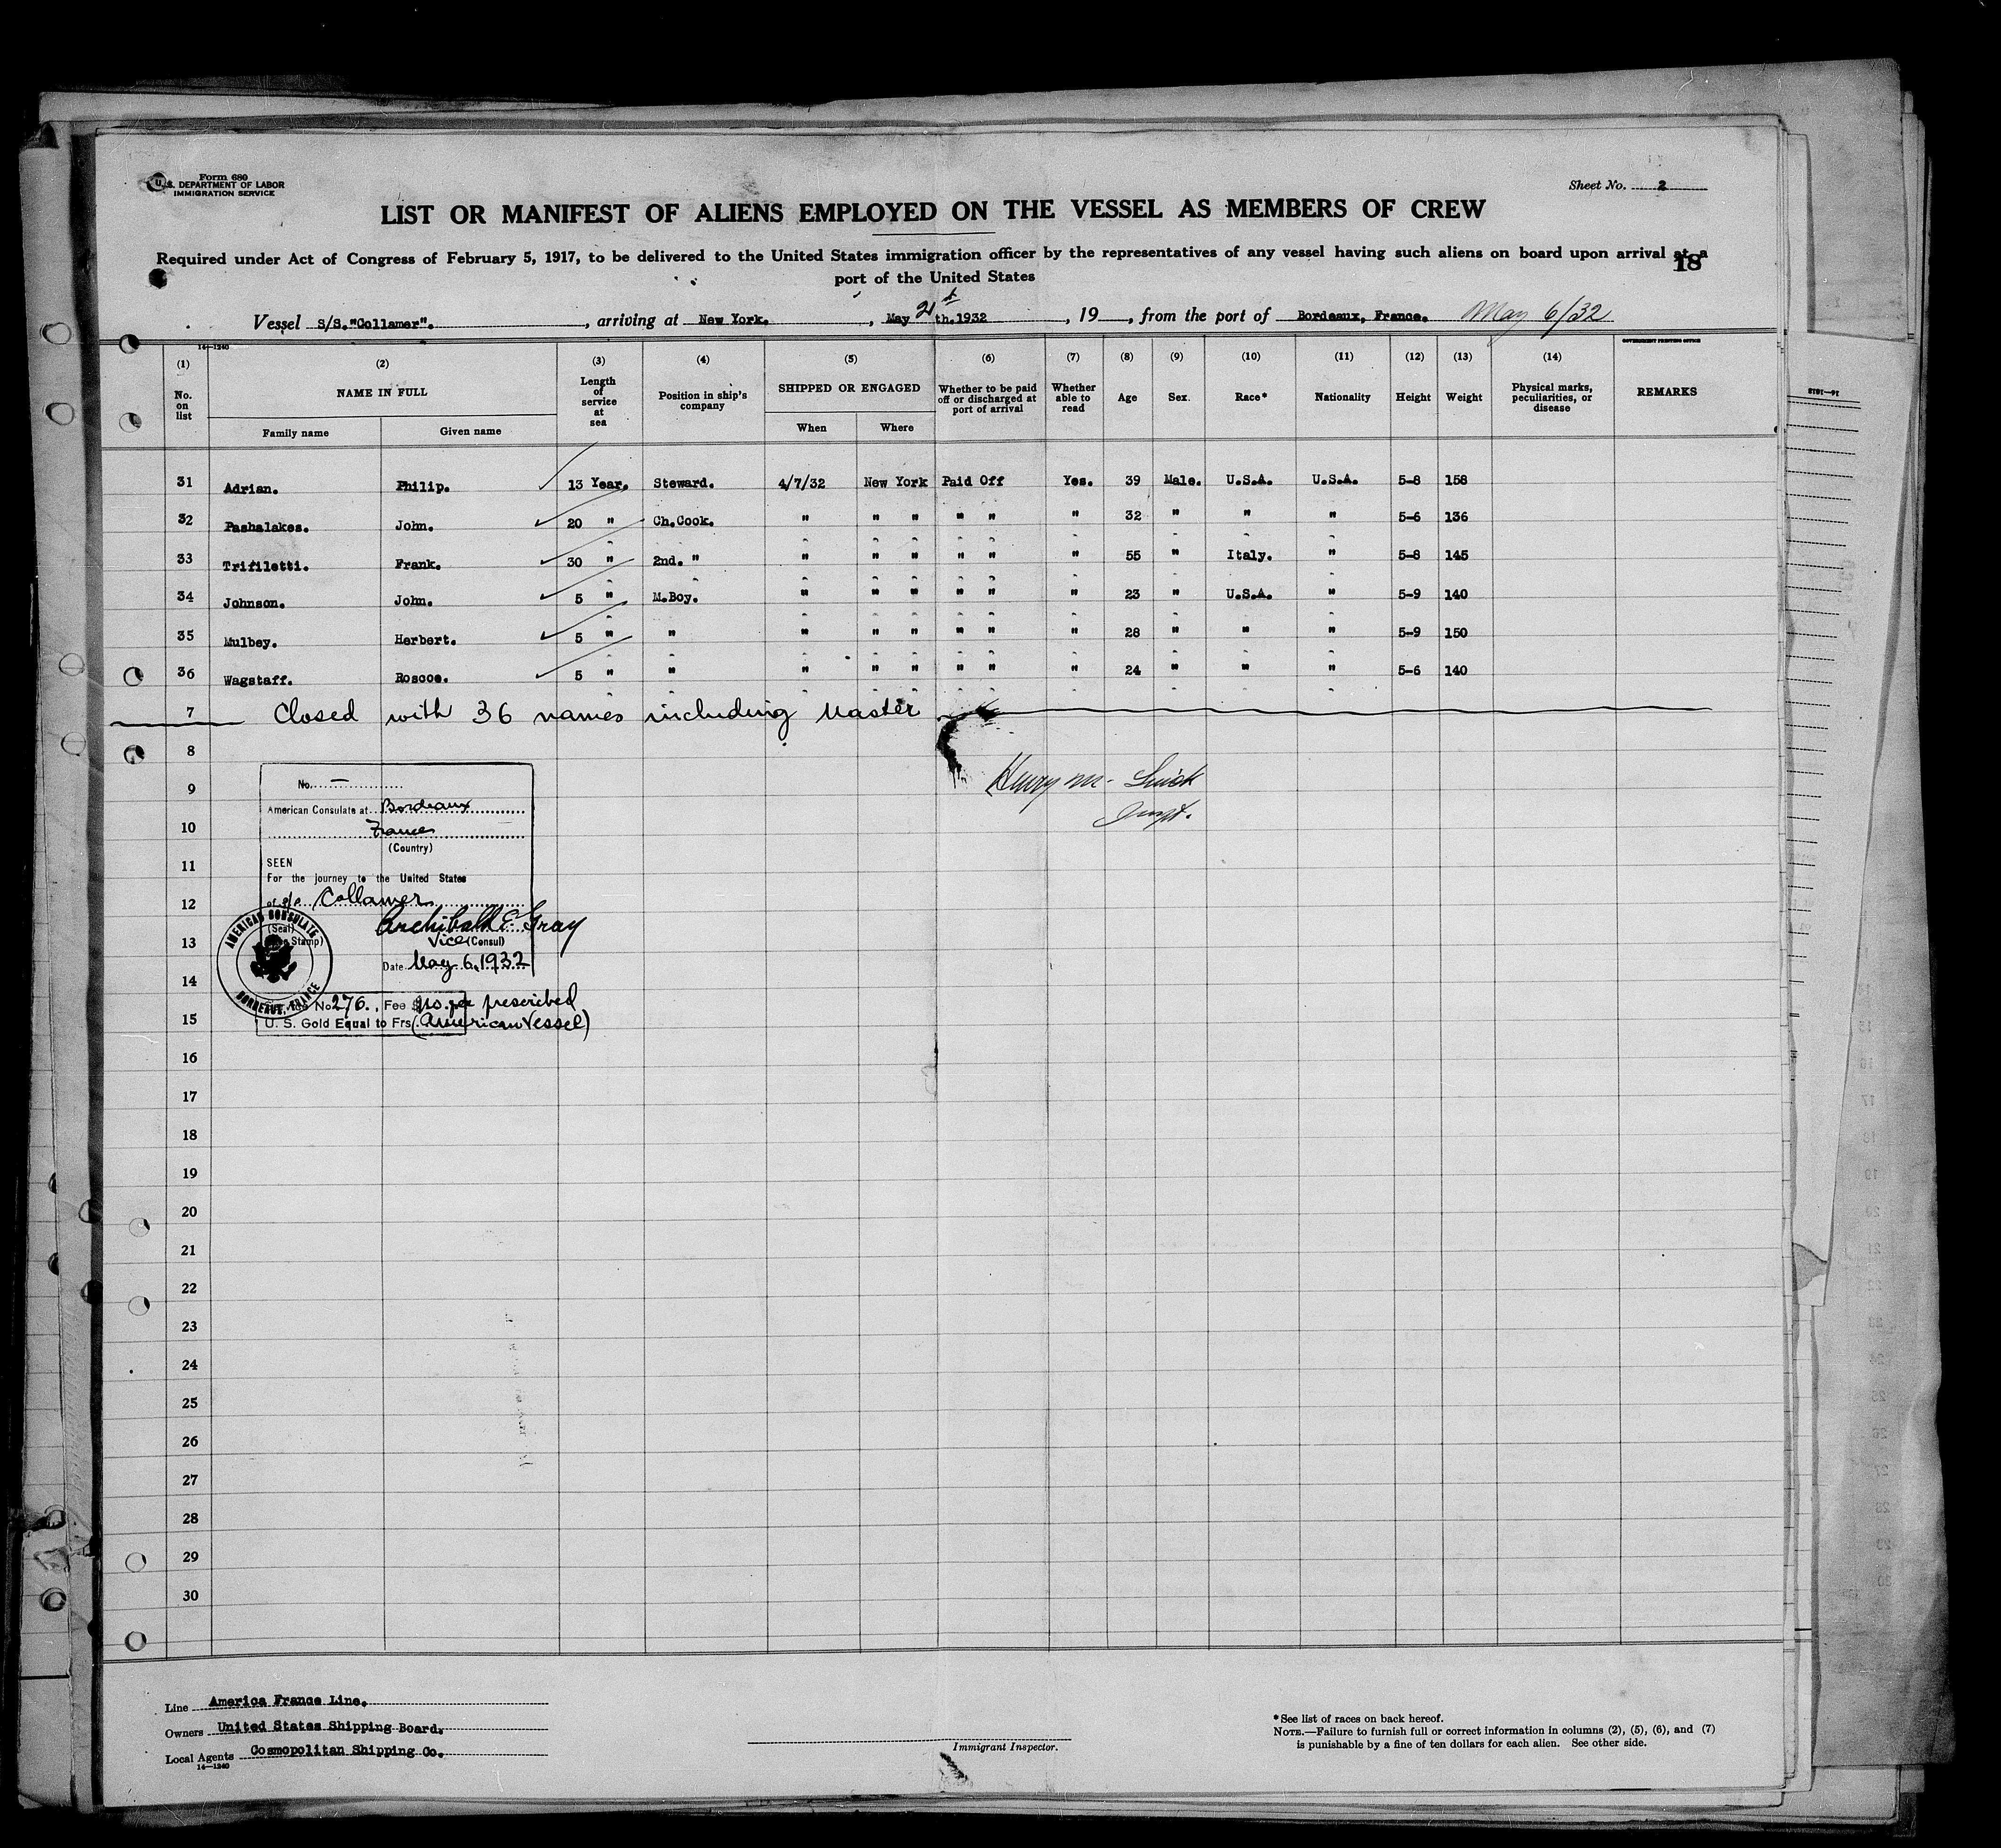 Form 680
U.S. DEPARTMENT OF LABOR
IMMIGRATION SERVICE
Sheet No. 2
LIST OR MANIFEST OF ALIENS EMPLOYED ON THE VESSEL AS MEMBERS OF CREW
Required under Act of Congress of February 5, 1917, to be delivered to the United States immigration officer by the representatives of any vessel having such aliens on board upon arrival at a
port of the United States
18
Vessel S/S."Collamer". , arriving at New York. , May 21st th.1932 , 19 , from the port of Bordeaux, France. May 6/32
14—1240
GOVERNMENT PRINTING OFFICE
(1) (2) (3) (4) (5) (6) (7) (8) (9) (10) (11) (12) (13) (14)
No. on list NAME IN FULL Length of service at sea Position in ship's company SHIPPED OR ENGAGED Whether to be paid off or discharged at port of arrival Whether able to read Age Sex. Race* Nationality Height Weight Physical marks, peculiarities, or disease REMARKS
Family name Given name When Where
31 Adrian. Philip. 13 Year. Steward. 4/7/32 New York Paid Off Yes. 39 Male. U.S.A. U.S.A. 5-8 158
32 Pashalakes. John. 20 " Ch.Cook. " " " " " " 32 " " " 5-6 136
33 Trifiletti. Frank. 30 " 2nd. " " " " " " " 55 " Italy. " 5-8 145
34 Johnson. John. 5 " M.Boy. " " " " " " 23 " U.S.A. " 5-9 140
35 Mulbey. Herbert. 5 " " " " " " " " 28 " " " 5-9 150
36 Wagstaff. Roscoe. 5 " " " " " " " " 24 " " " 5-6 140
7 Closed with 36 names including Master
8
9
10
11
12
13
14
15
16
17
18
19
20
21
22
23
24
25
26
27
28
29
30
No. —
American Consulate at Bordeaux
France
(Country)
SEEN
For the journey to the United States
of s/s Collamer
(Seal)
Stamp)
Archibald E. Gray
Vice (Consul)
Date May 6, 1932
AMERICAN CONSULATE
BORDEAUX, FRANCE
No 276. , Fee $ No fee prescribed
U. S. Gold Equal to Frs (American Vessel)
Henry M.
Line America France Line.
Owners United States Shipping Board.
Local Agents Cosmopolitan Shipping Co.
14—1240
Immigrant Inspector.
*See list of races on back hereof.
NOTE.—Failure to furnish full or correct information in columns (2), (5), (6), and (7)
is punishable by a fine of ten dollars for each alien. See other side.